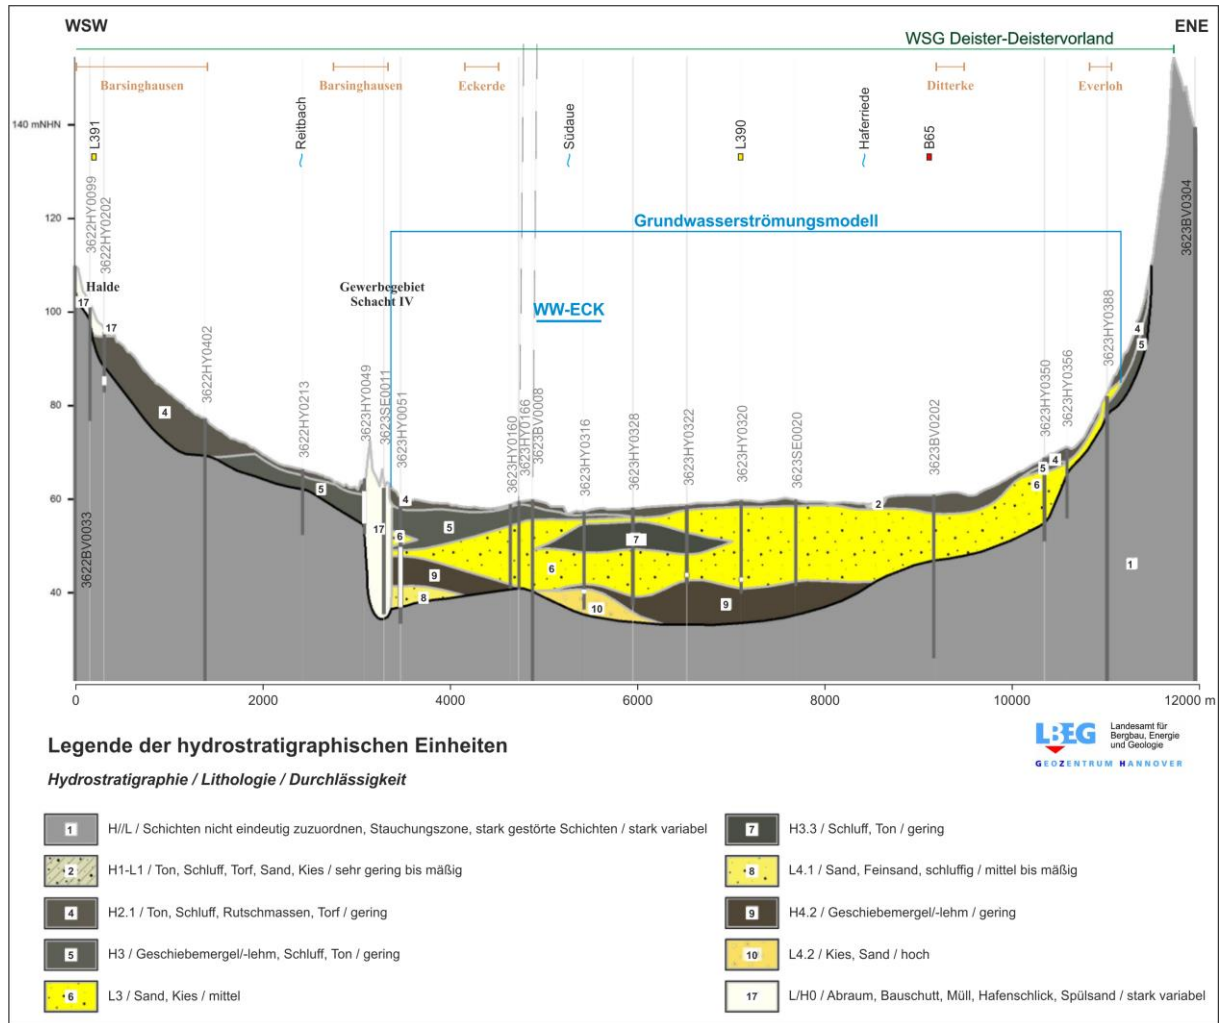 WSW
ENE
WSG Deister-Deistervorland
Barsinghausen
Barsinghausen
Eckerde
Ditterke
Everloh
140 mNHN
L391
Reitbach
Südaue
L390
Haferriede
B65
3622HY0099
3622HY0202
3623BV0304
120
Grundwasserströmungsmodell
Halde
Gewerbegebiet
Schacht IV
WW-ECK
17
100
17
3622HY0402
3623HY0388
4
5
80
4
3622HY0213
3623HY0049
3623SE0011
3623HY0051
3623HY0160
3623HY0166
3623BV0008
3623HY0316
3623HY0328
3623HY0322
3623HY0320
3623SE0020
3623BV0202
3623HY0350
3623HY0356
4
5
6
5
60
4
2
17
6
5
7
9
6
1
3622BV0033
40
8
10
9
0
2000
4000
6000
8000
10000
12000 m
Legende der hydrostratigraphischen Einheiten
Hydrostratigraphie / Lithologie / Durchlässigkeit
LBEG
Landesamt für
Bergbau, Energie
und Geologie
GEOZENTRUM HANNOVER
1 H//L / Schichten nicht eindeutig zuzuordnen, Stauchungszone, stark gestörte Schichten / stark variabel
2 H1-L1 / Ton, Schluff, Torf, Sand, Kies / sehr gering bis mäßig
4 H2.1 / Ton, Schluff, Rutschmassen, Torf / gering
5 H3 / Geschiebemergel/-lehm, Schluff, Ton / gering
6 L3 / Sand, Kies / mittel
7 H3.3 / Schluff, Ton / gering
8 L4.1 / Sand, Feinsand, schluffig / mittel bis mäßig
9 H4.2 / Geschiebemergel/-lehm / gering
10 L4.2 / Kies, Sand / hoch
17 L/H0 / Abraum, Bauschutt, Müll, Hafenschlick, Spülsand / stark variabel